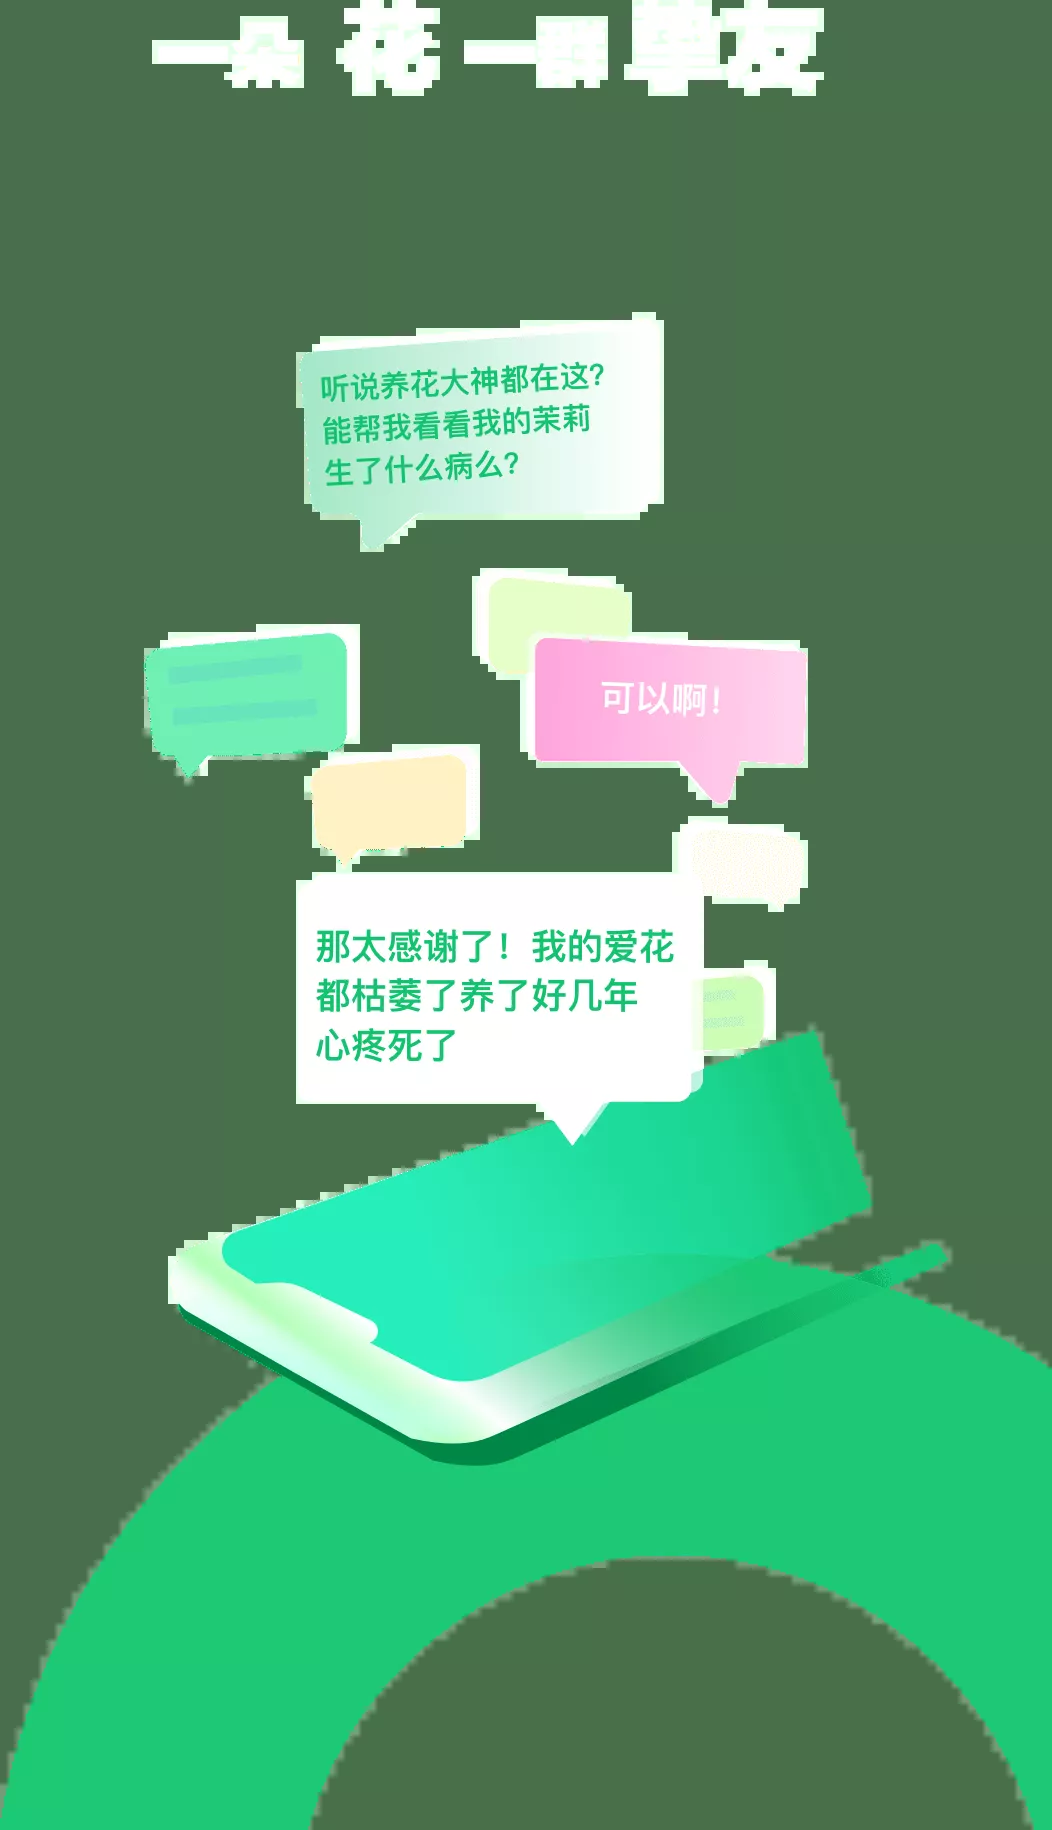 一朵 花 一群 挚友
听说养花大神都在这?
能帮我看看我的茉莉
生了什么病么?
可以啊!
那太感谢了!我的爱花
都枯萎了养了好几年
心疼死了